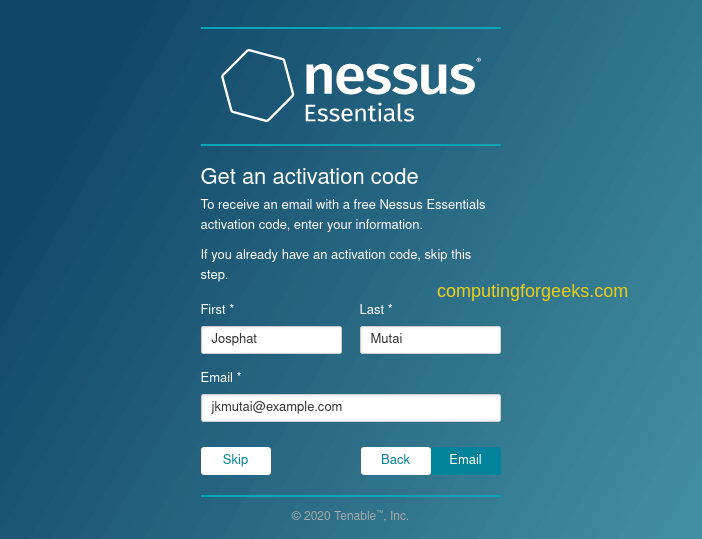 nessus®
Essentials
Get an activation code
To receive an email with a free Nessus Essentials
activation code, enter your information.
If you already have an activation code, skip this
step.
computingforgeeks.com
First * Last *
Josphat Mutai
Email *
jkmutai@example.com
Skip Back Email
© 2020 Tenable™, Inc.